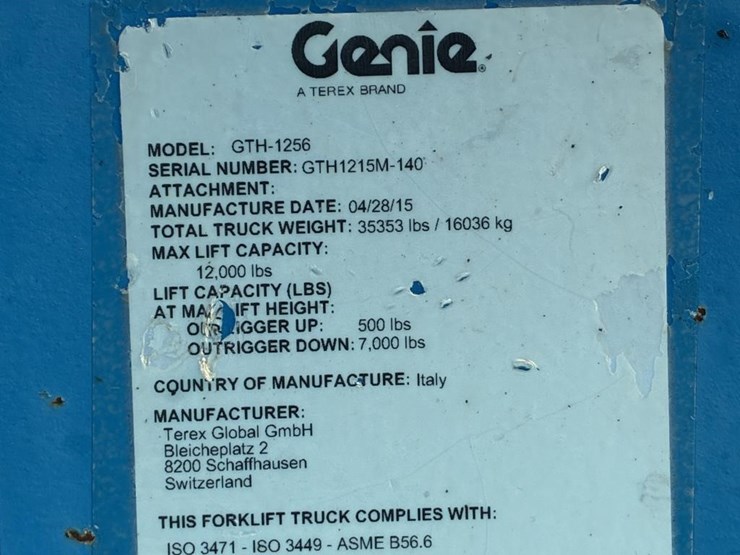 Genie
A TEREX BRAND
MODEL: GTH-1256
SERIAL NUMBER: GTH1215M-140
ATTACHMENT:
MANUFACTURE DATE: 04/28/15
TOTAL TRUCK WEIGHT: 35353 lbs / 16036 kg
MAX LIFT CAPACITY:
12,000 lbs
LIFT CAPACITY (LBS)
AT MAX LIFT HEIGHT:
OUTRIGGER UP: 500 lbs
OUTRIGGER DOWN: 7,000 lbs
COUNTRY OF MANUFACTURE: Italy
MANUFACTURER:
Terex Global GmbH
Bleicheplatz 2
8200 Schaffhausen
Switzerland
THIS FORKLIFT TRUCK COMPLIES WITH:
ISO 3471 - ISO 3449 - ASME B56.6